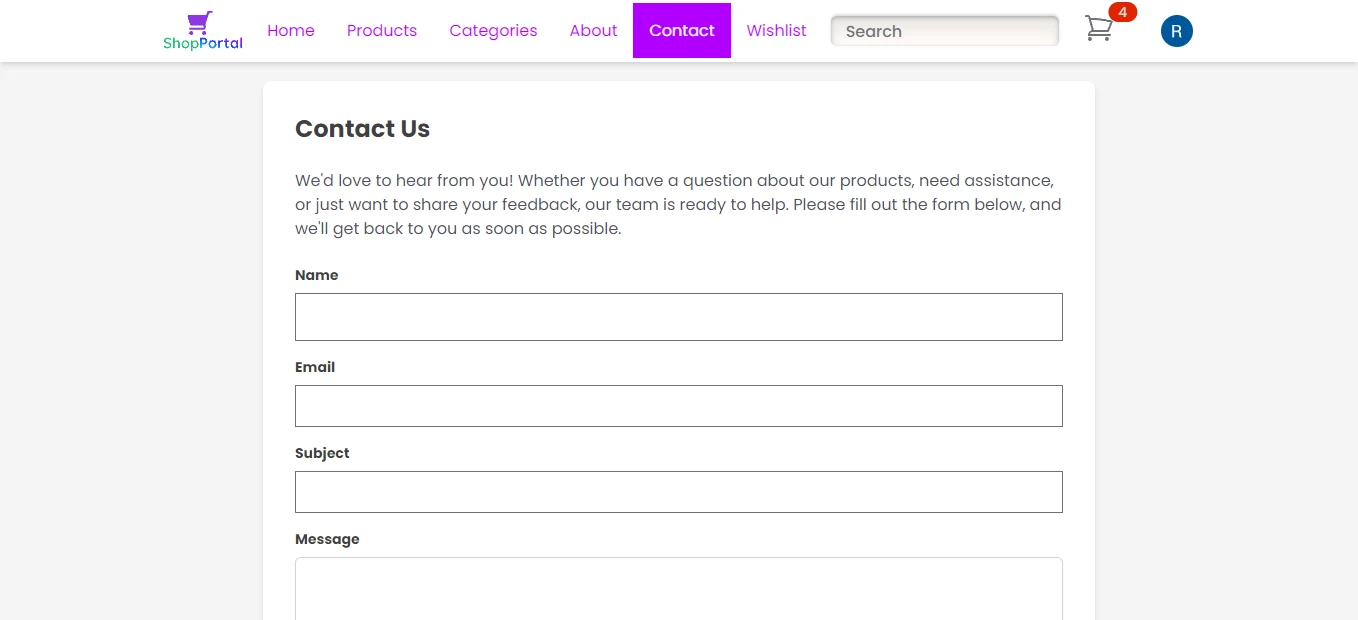 ShopPortal Home Products Categories About Contact Wishlist Search 4 R
Contact Us
We'd love to hear from you! Whether you have a question about our products, need assistance,
or just want to share your feedback, our team is ready to help. Please fill out the form below, and
we'll get back to you as soon as possible.
Name
Email
Subject
Message